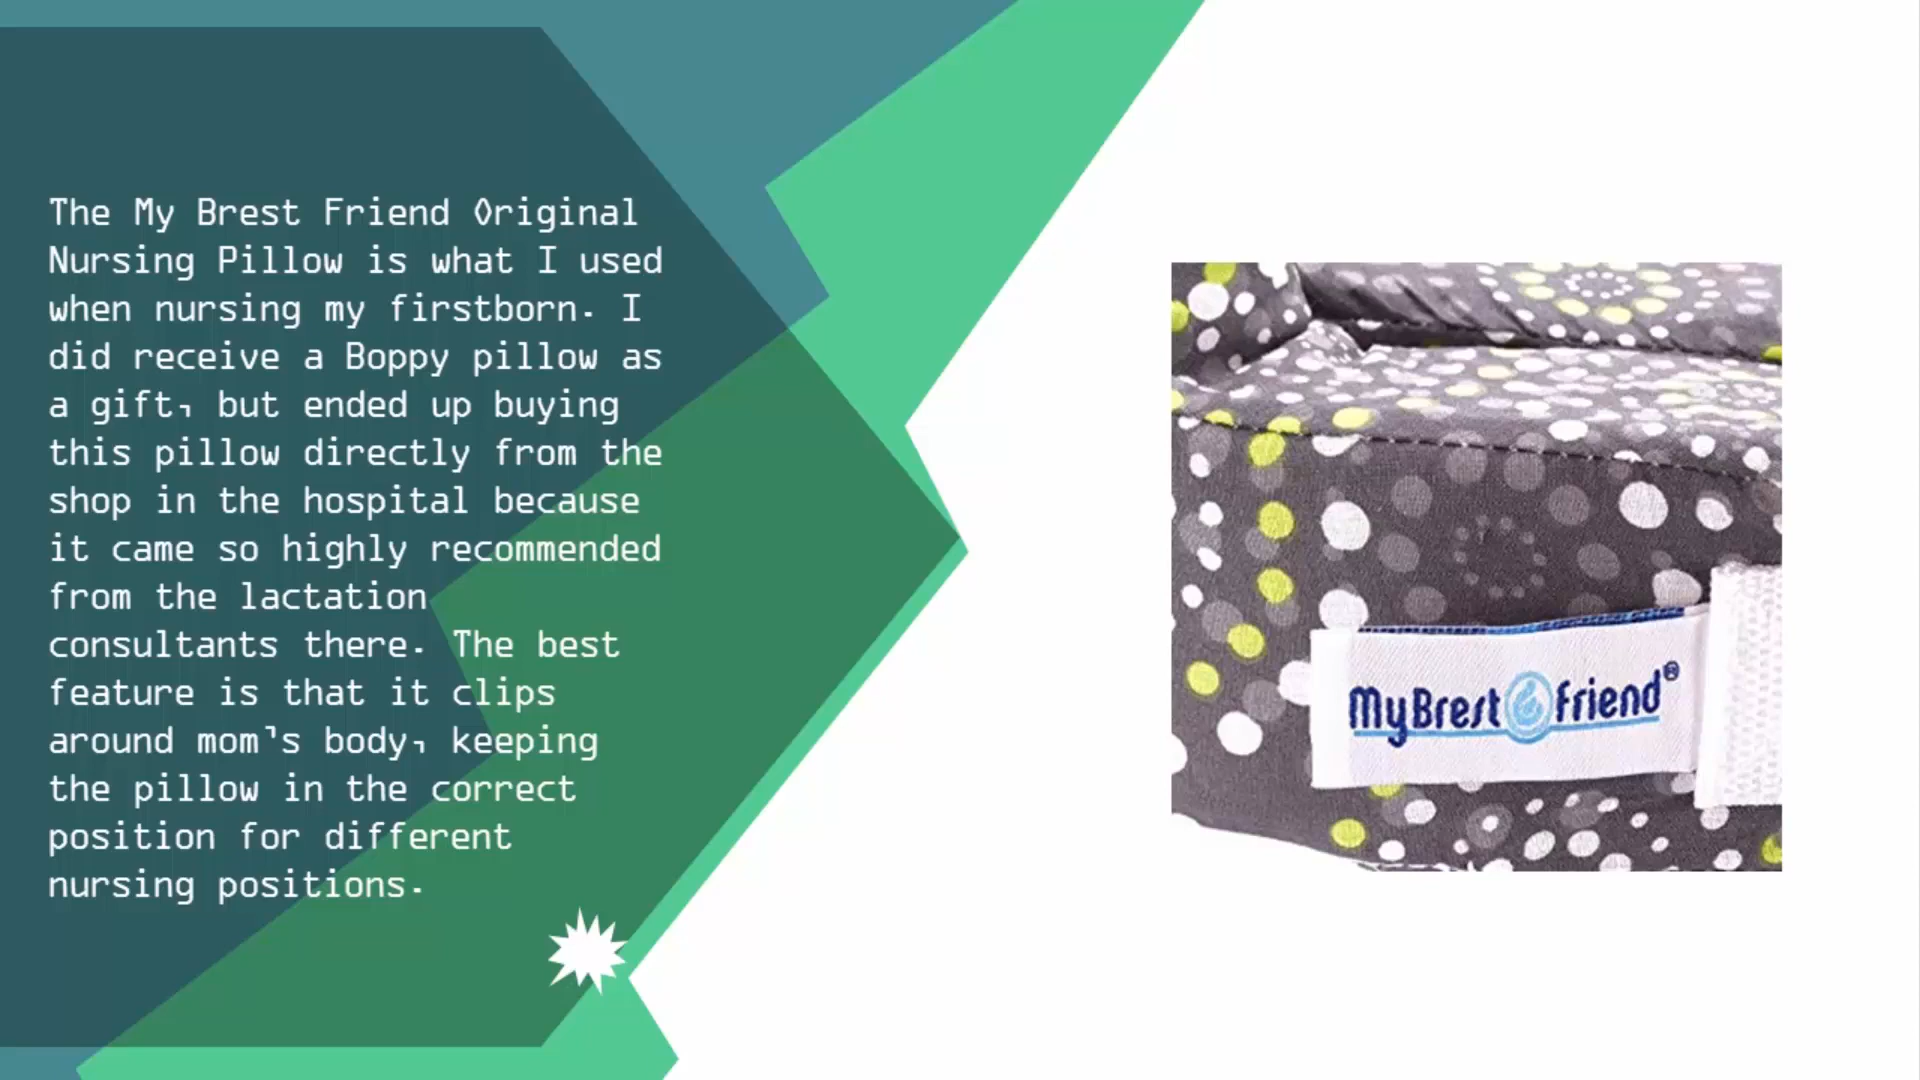 The My Brest Friend Original
Nursing Pillow is what I used
when nursing my firstborn. I
did receive a Boppy pillow as
a gift, but ended up buying
this pillow directly from the
shop in the hospital because
it came so highly recommended
from the lactation
consultants there. The best
feature is that it clips
around mom's body, keeping
the pillow in the correct
position for different
nursing positions.
My Brest Friend®